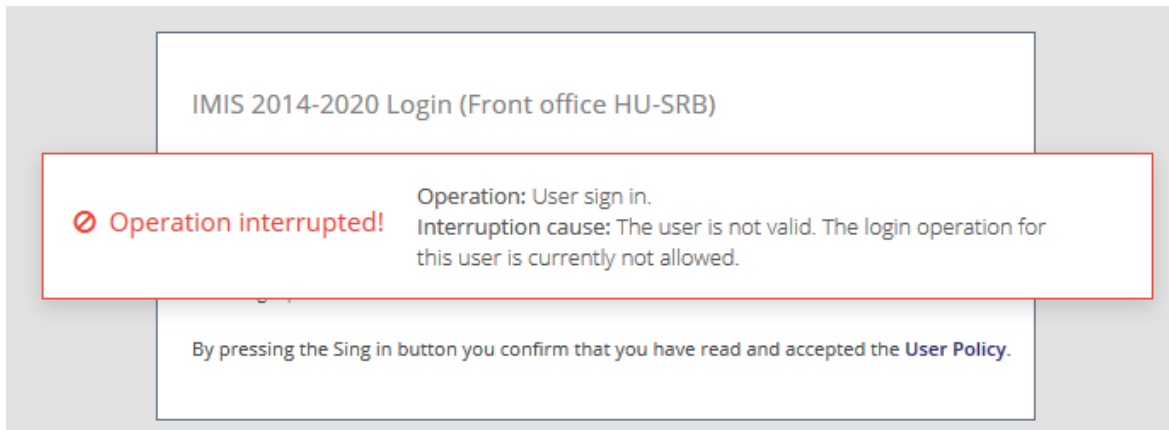 IMIS 2014-2020 Login (Front office HU-SRB)
Operation interrupted!
Operation: User sign in.
Interruption cause: The user is not valid. The login operation for
this user is currently not allowed.
By pressing the Sing in button you confirm that you have read and accepted the User Policy.